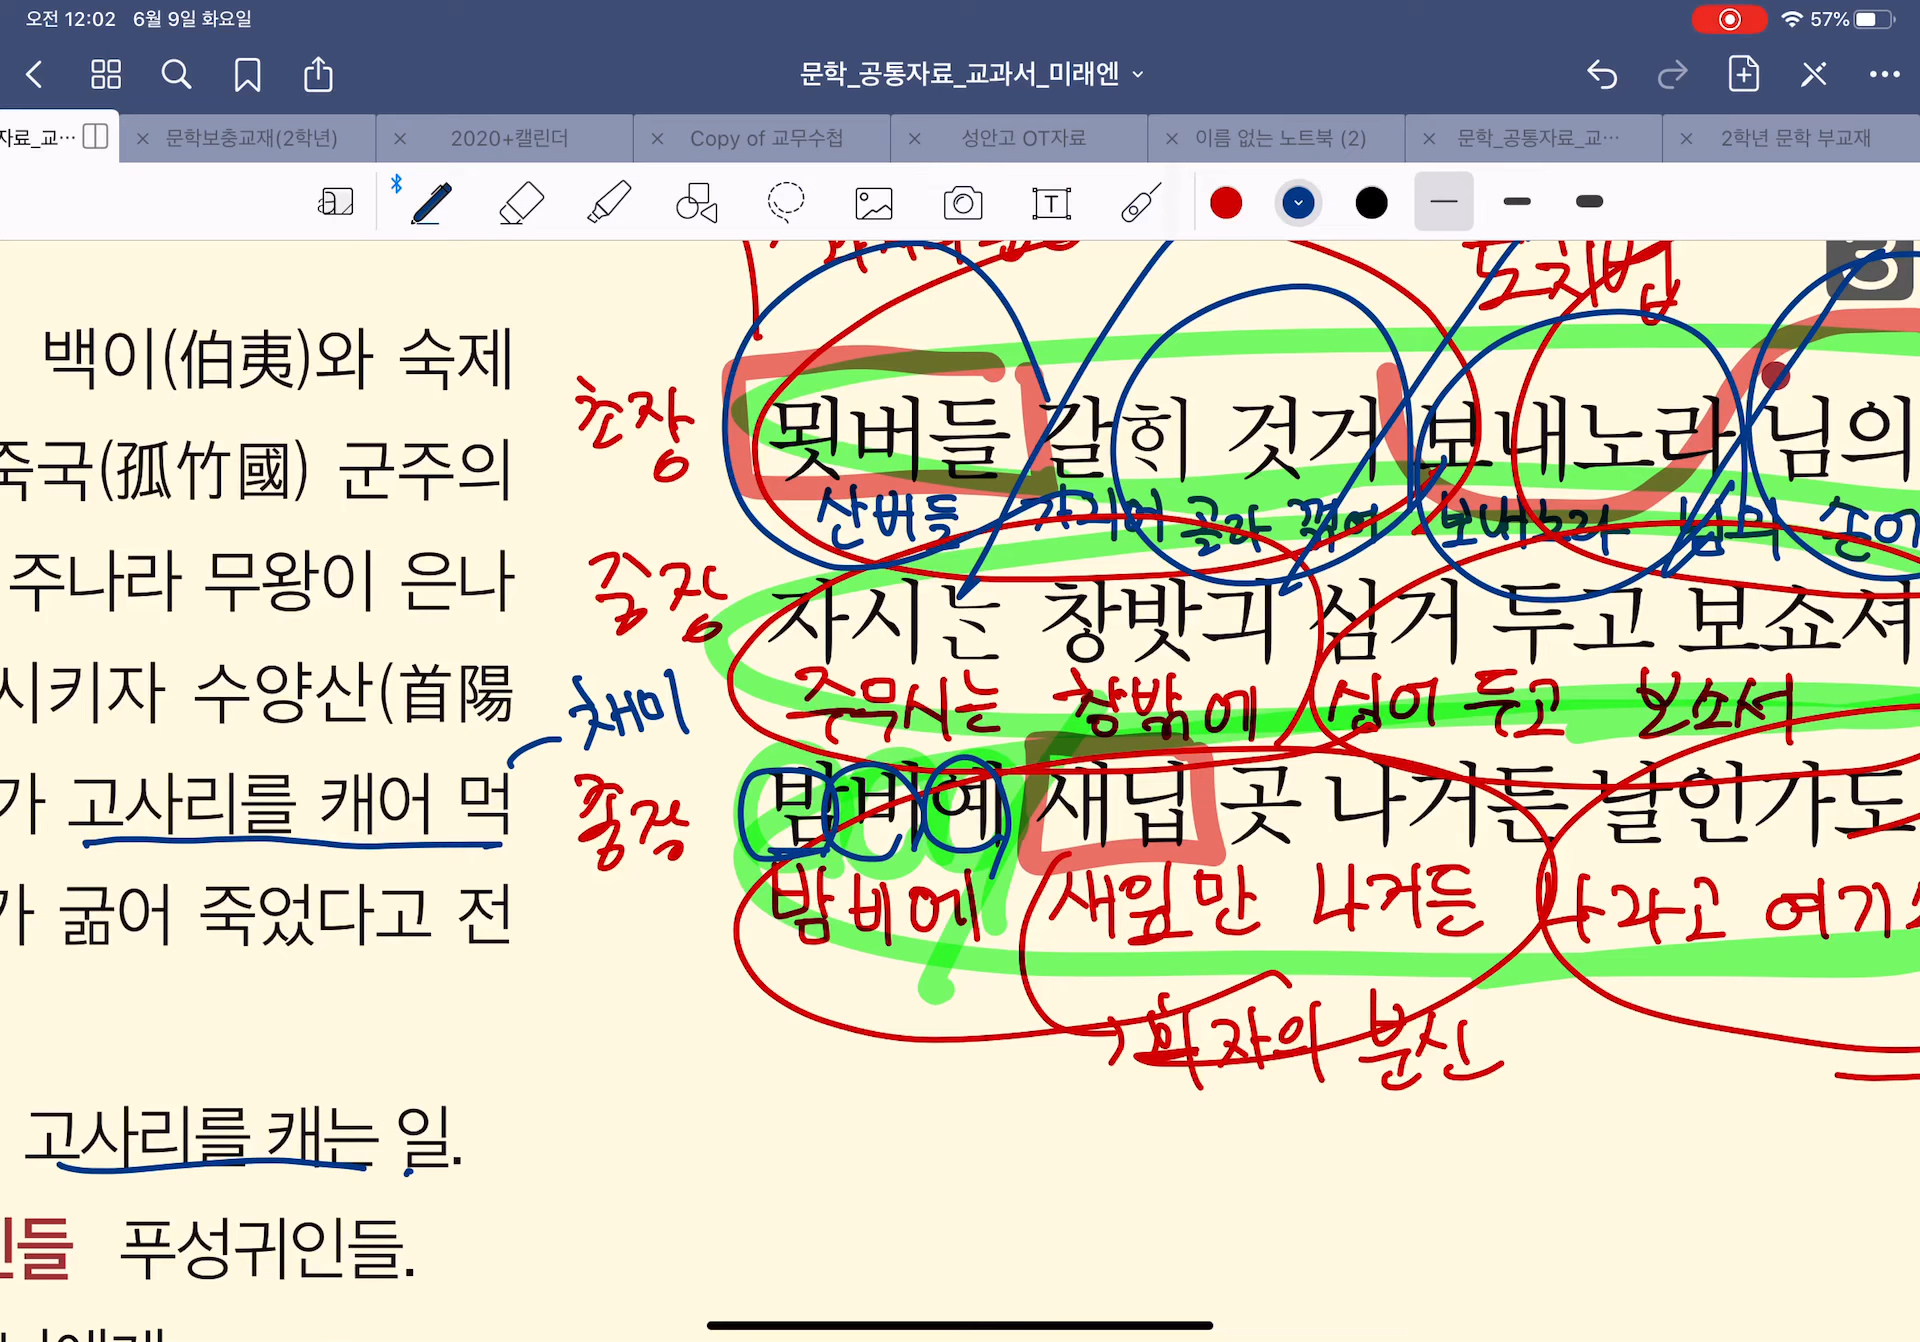 오전 12:02 6월 9일 화요일
57%
문학_공통자료_교과서_미래엔
자료_교…
문학보충교재(2학년)
2020+캘린더
Copy of 교무수첩
성안고 OT자료
이름 없는 노트북 (2)
문학_공통자료_교…
2학년 문학 부교재
백이(伯夷)와 숙제
죽국(孤竹國) 군주의
주나라 무왕이 은나
시키자 수양산(首陽
채미
가 고사리를 캐어 먹
가 굶어 죽었다고 전
고사리를 캐는 일.
인들 푸성귀인들.
도치법
초장
묏버들 갈히 것거 보내노라 님의
산버들 가리어 골라 꺾어 보내노라 님의 손에
중장
자시는 창밧긔 심거 두고 보쇼셔
주무시는 창밖에 심어 두고 보소서
종장
밤비예 새닙 곳 나거든 날인가도
밤비에 새잎만 나거든 나라고 여기
화자의 분신